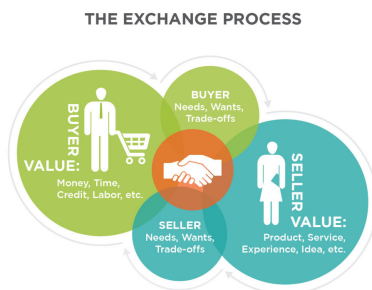 THE EXCHANGE PROCESS
BUYER
Needs, Wants,
Trade-offs
BUYER
VALUE:
Money, Time,
Credit, Labor, etc.
SELLER
VALUE:
Product, Service,
Experience, Idea, etc.
SELLER
Needs, Wants,
Trade-offs